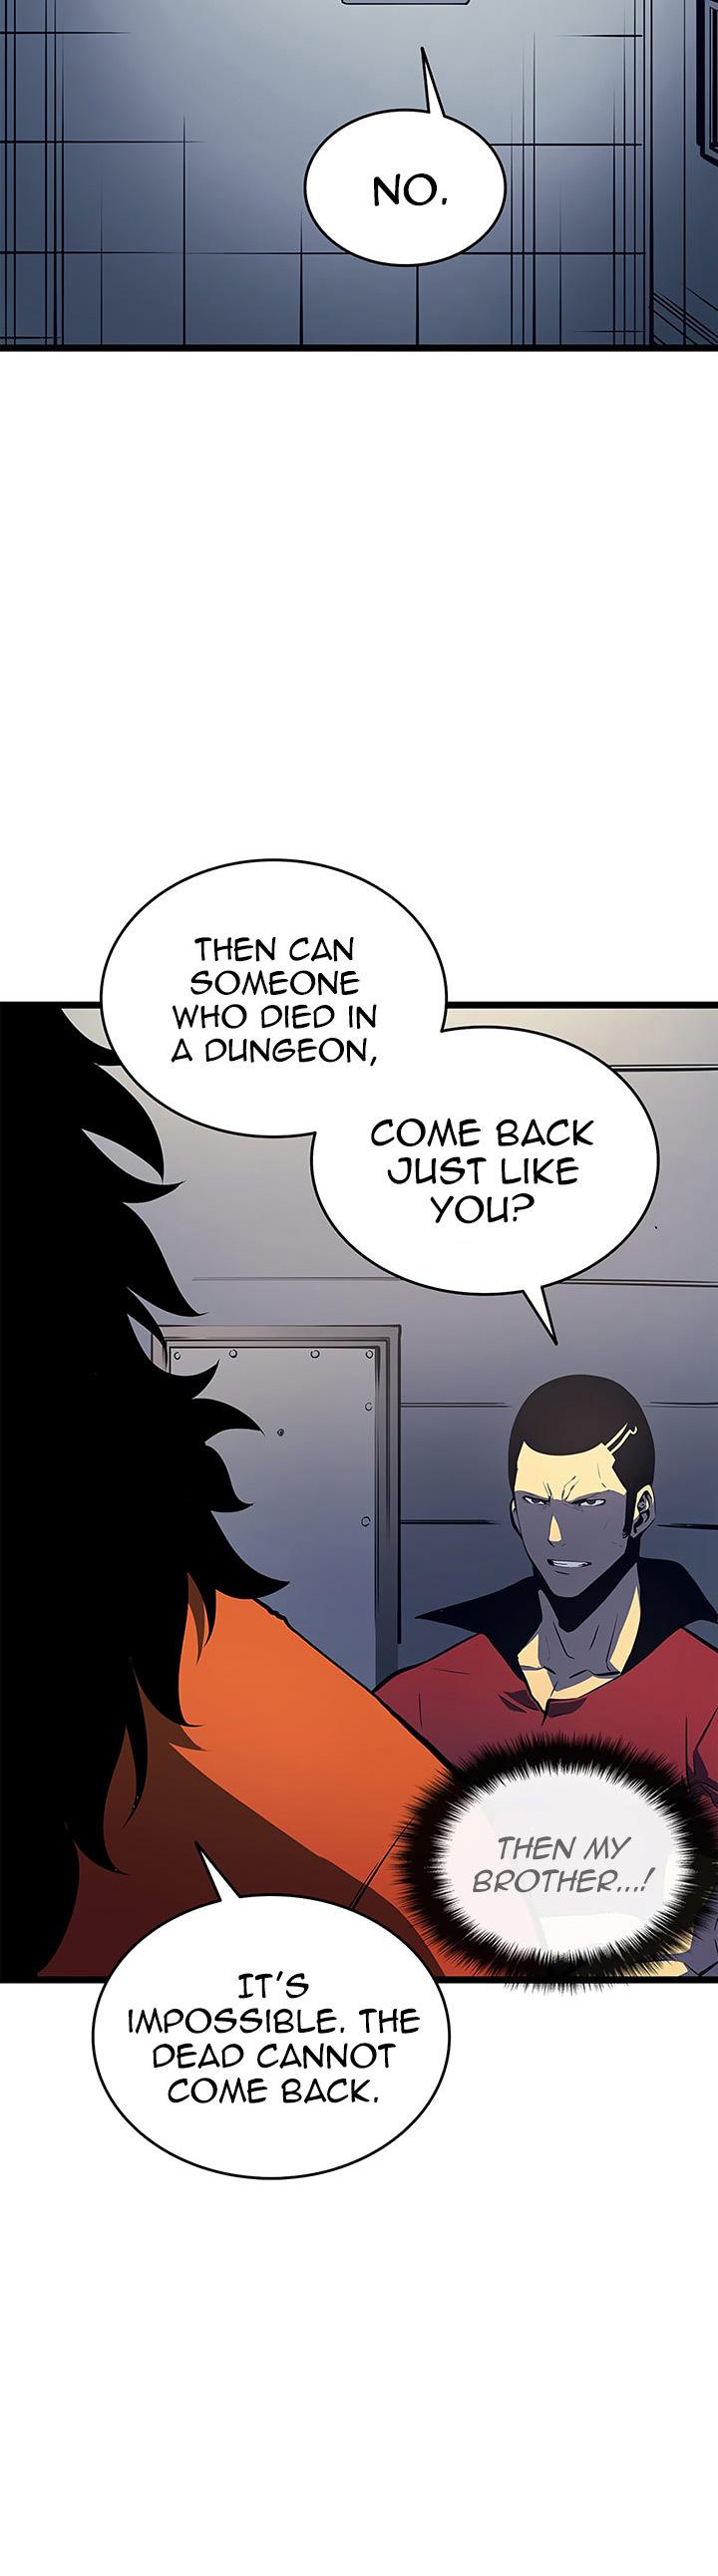 NO.
THEN CAN
SOMEONE
WHO DIED IN
A DUNGEON,
COME BACK
JUST LIKE
YOU?
THEN MY
BROTHER...!
IT'S
IMPOSSIBLE. THE
DEAD CANNOT
COME BACK.